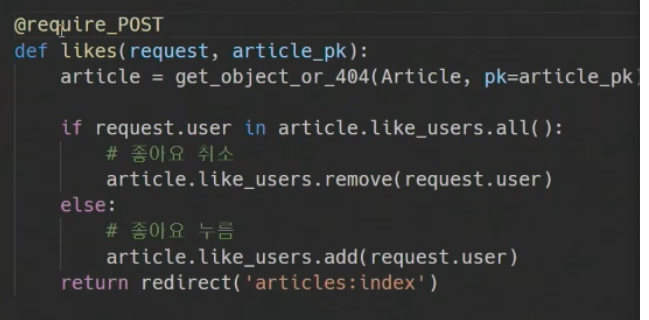 @require_POST
def likes(request, article_pk):
    article = get_object_or_404(Article, pk=article_pk)
    if request.user in article.like_users.all():
        # 좋아요 취소
        article.like_users.remove(request.user)
    else:
        # 좋아요 누름
        article.like_users.add(request.user)
    return redirect('articles:index')